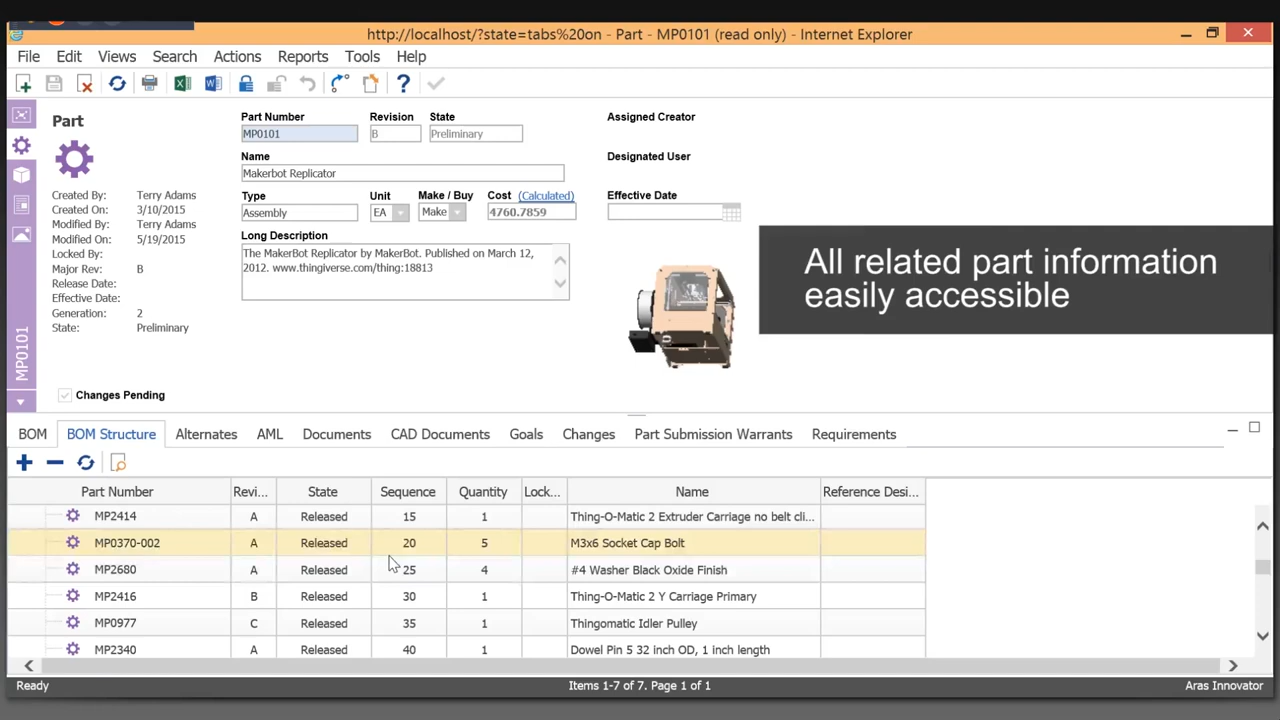 http://localhost/?state=tabs%20on - Part - MP0101 (read only) - Internet Explorer
File Edit Views Search Actions Reports Tools Help
Part
Part Number Revision State Assigned Creator
MP0101 B Preliminary
Name Designated User
Makerbot Replicator
Type Unit Make / Buy Cost (Calculated) Effective Date
Assembly EA Make 4760.7859
Long Description
The MakerBot Replicator by MakerBot. Published on March 12,
2012. www.thingiverse.com/thing:18813
Created By: Terry Adams
Created On: 3/10/2015
Modified By: Terry Adams
Modified On: 5/19/2015
Locked By:
Major Rev: B
Release Date:
Effective Date:
Generation: 2
State: Preliminary
MP0101
Changes Pending
All related part information
easily accessible
BOM BOM Structure Alternates AML Documents CAD Documents Goals Changes Part Submission Warrants Requirements
Part Number Revi... State Sequence Quantity Lock... Name Reference Desi...
MP2414 A Released 15 1 Thing-O-Matic 2 Extruder Carriage no belt cli...
MP0370-002 A Released 20 5 M3x6 Socket Cap Bolt
MP2680 A Released 25 4 #4 Washer Black Oxide Finish
MP2416 B Released 30 1 Thing-O-Matic 2 Y Carriage Primary
MP0977 C Released 35 1 Thingomatic Idler Pulley
MP2340 A Released 40 1 Dowel Pin 5 32 inch OD, 1 inch length
Ready Items 1-7 of 7. Page 1 of 1 Aras Innovator